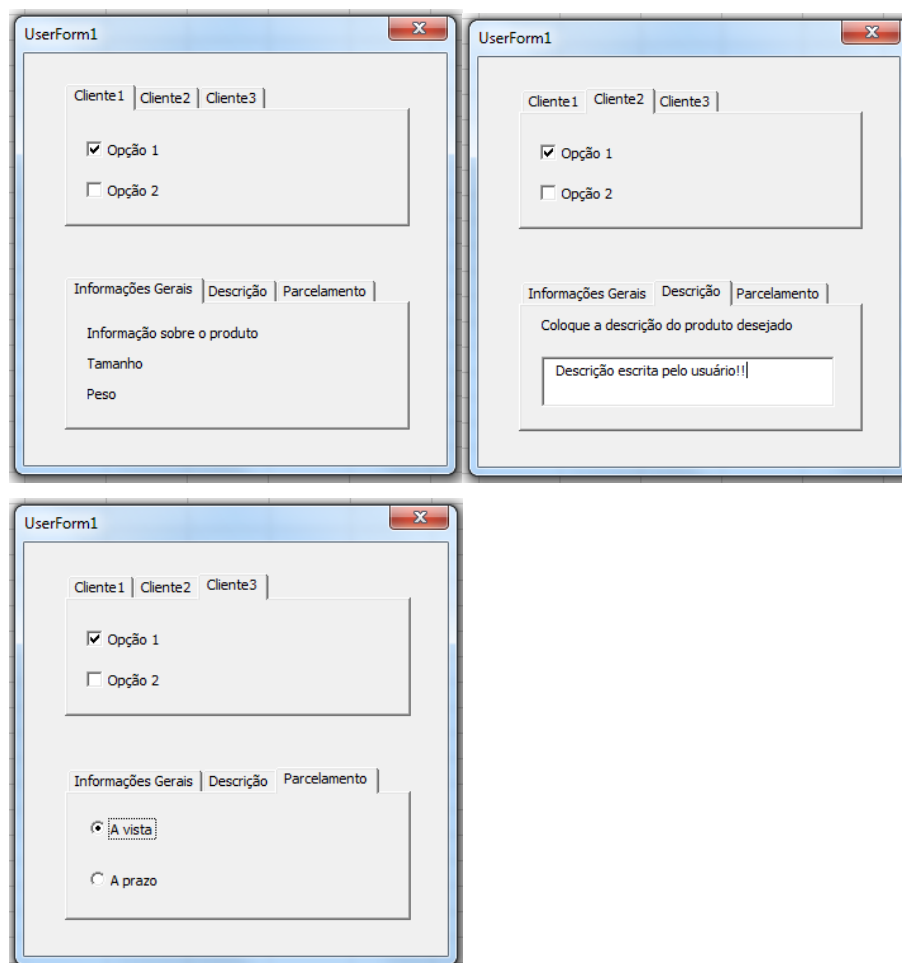 UserForm1
Cliente1 Cliente2 Cliente3
Opção 1
Opção 2
Informações Gerais Descrição Parcelamento
Informação sobre o produto
Tamanho
Peso
UserForm1
Cliente1 Cliente2 Cliente3
Opção 1
Opção 2
Informações Gerais Descrição Parcelamento
Coloque a descrição do produto desejado
Descrição escrita pelo usuário!!
UserForm1
Cliente1 Cliente2 Cliente3
Opção 1
Opção 2
Informações Gerais Descrição Parcelamento
A vista
A prazo